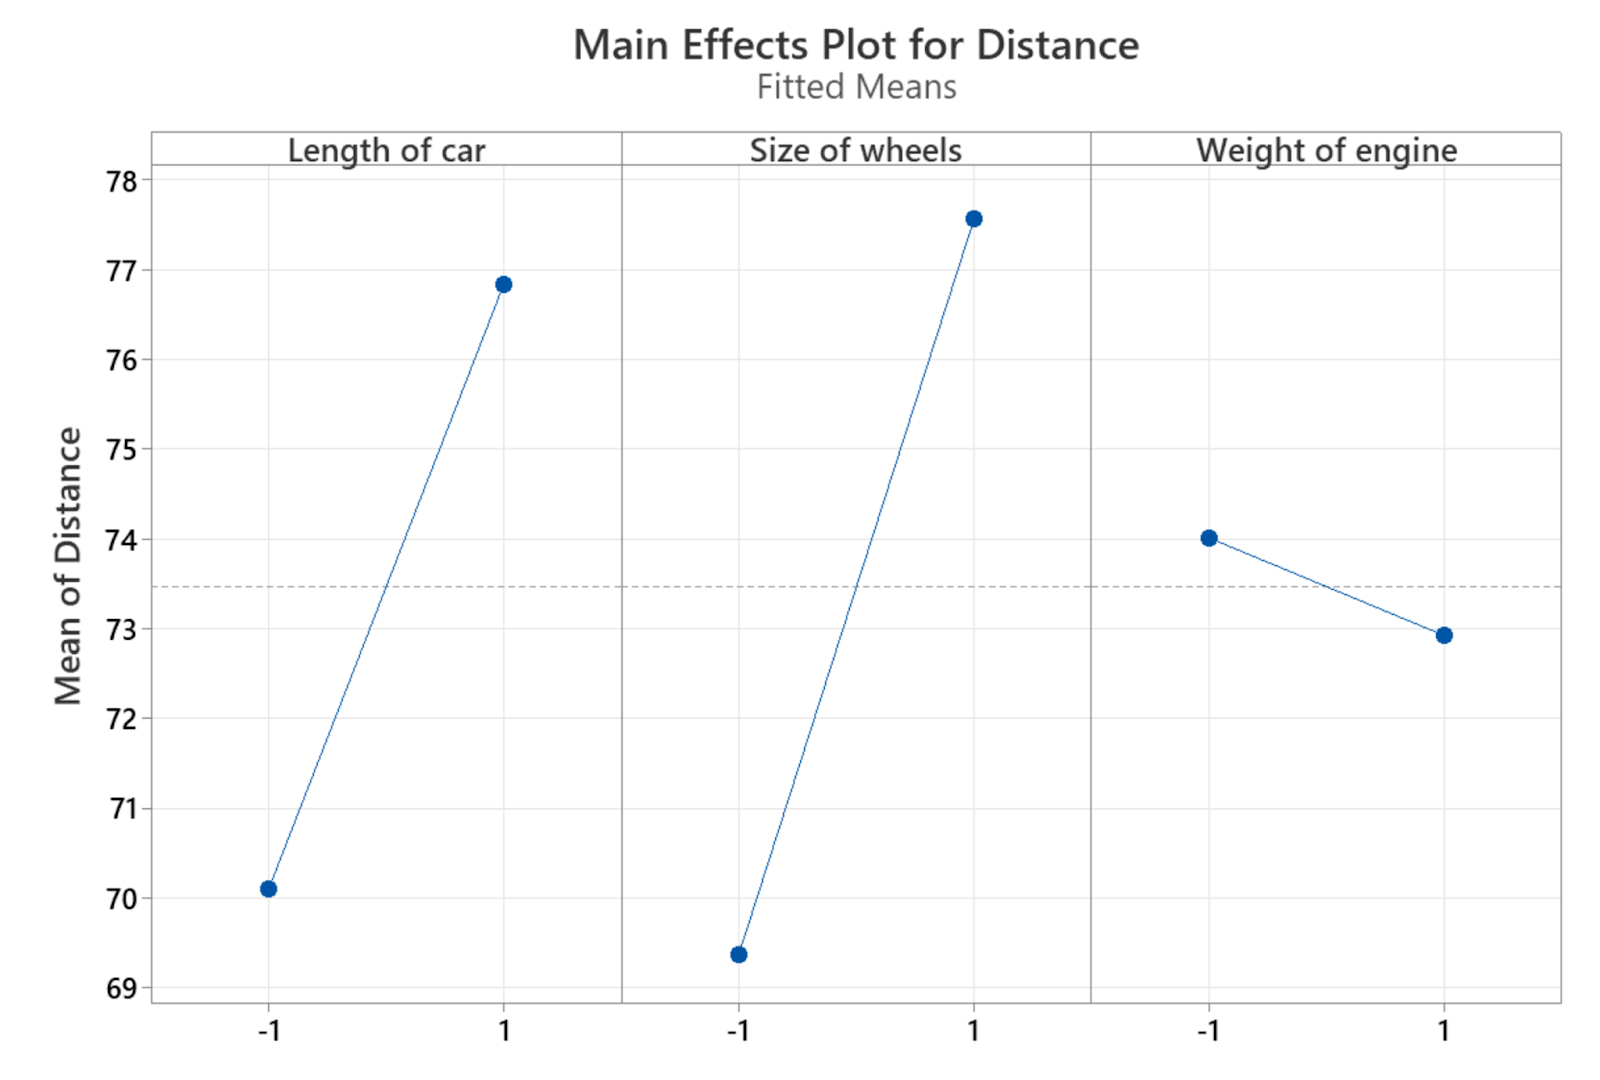 Main Effects Plot for Distance
Fitted Means
Length of car
Size of wheels
Weight of engine
Mean of Distance
78
77
76
75
74
73
72
71
70
69
-1 1 -1 1 -1 1